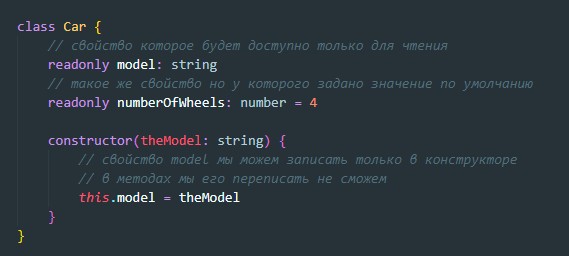 class Car {
// свойство которое будет доступно только для чтения
readonly model: string
// такое же свойство но у которого задано значение по умолчанию
readonly numberOfWheels: number = 4
constructor(theModel: string) {
// свойство model мы можем записать только в конструкторе
// в методах мы его переписать не сможем
this.model = theModel
}
}